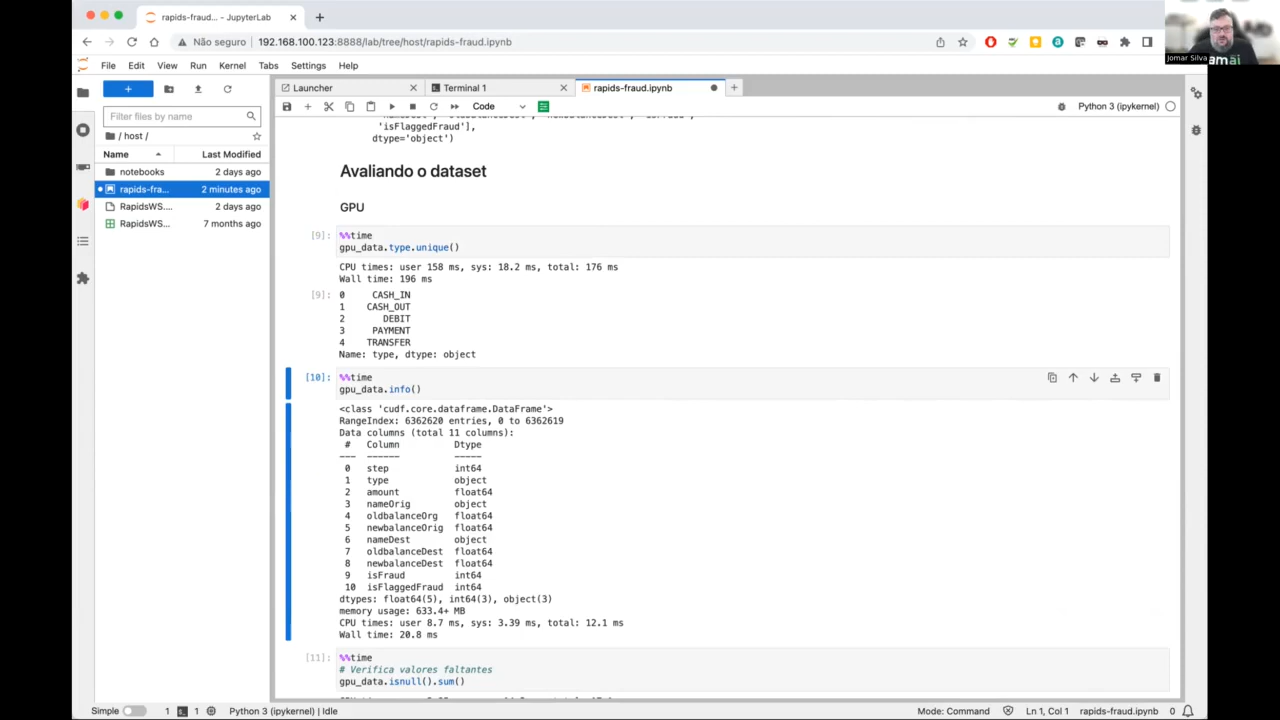 rapids-fraud... - JupyterLab
Não seguro
192.168.100.123:8888/lab/tree/host/rapids-fraud.ipynb
Jomar Silva
File Edit View Run Kernel Tabs Settings Help
Launcher
Terminal 1
rapids-fraud.ipynb
Code
Python 3 (ipykernel)
Filter files by name
/ host /
Name Last Modified
notebooks 2 days ago
rapids-fra... 2 minutes ago
RapidsWS.... 2 days ago
RapidsWS... 7 months ago
'isFlaggedFraud'],
dtype='object')
Avaliando o dataset
GPU
[9]: %%time
gpu_data.type.unique()
CPU times: user 158 ms, sys: 18.2 ms, total: 176 ms
Wall time: 196 ms
[9]: 0 CASH_IN
1 CASH_OUT
2 DEBIT
3 PAYMENT
4 TRANSFER
Name: type, dtype: object
[10]: %%time
gpu_data.info()
<class 'cudf.core.dataframe.DataFrame'>
RangeIndex: 6362620 entries, 0 to 6362619
Data columns (total 11 columns):
# Column Dtype
--- ------ -----
0 step int64
1 type object
2 amount float64
3 nameOrig object
4 oldbalanceOrg float64
5 newbalanceOrig float64
6 nameDest object
7 oldbalanceDest float64
8 newbalanceDest float64
9 isFraud int64
10 isFlaggedFraud int64
dtypes: float64(5), int64(3), object(3)
memory usage: 633.4+ MB
CPU times: user 8.7 ms, sys: 3.39 ms, total: 12.1 ms
Wall time: 20.8 ms
[11]: %%time
# Verifica valores faltantes
gpu_data.isnull().sum()
Simple 1 1 Python 3 (ipykernel) | Idle Mode: Command Ln 1, Col 1 rapids-fraud.ipynb 0